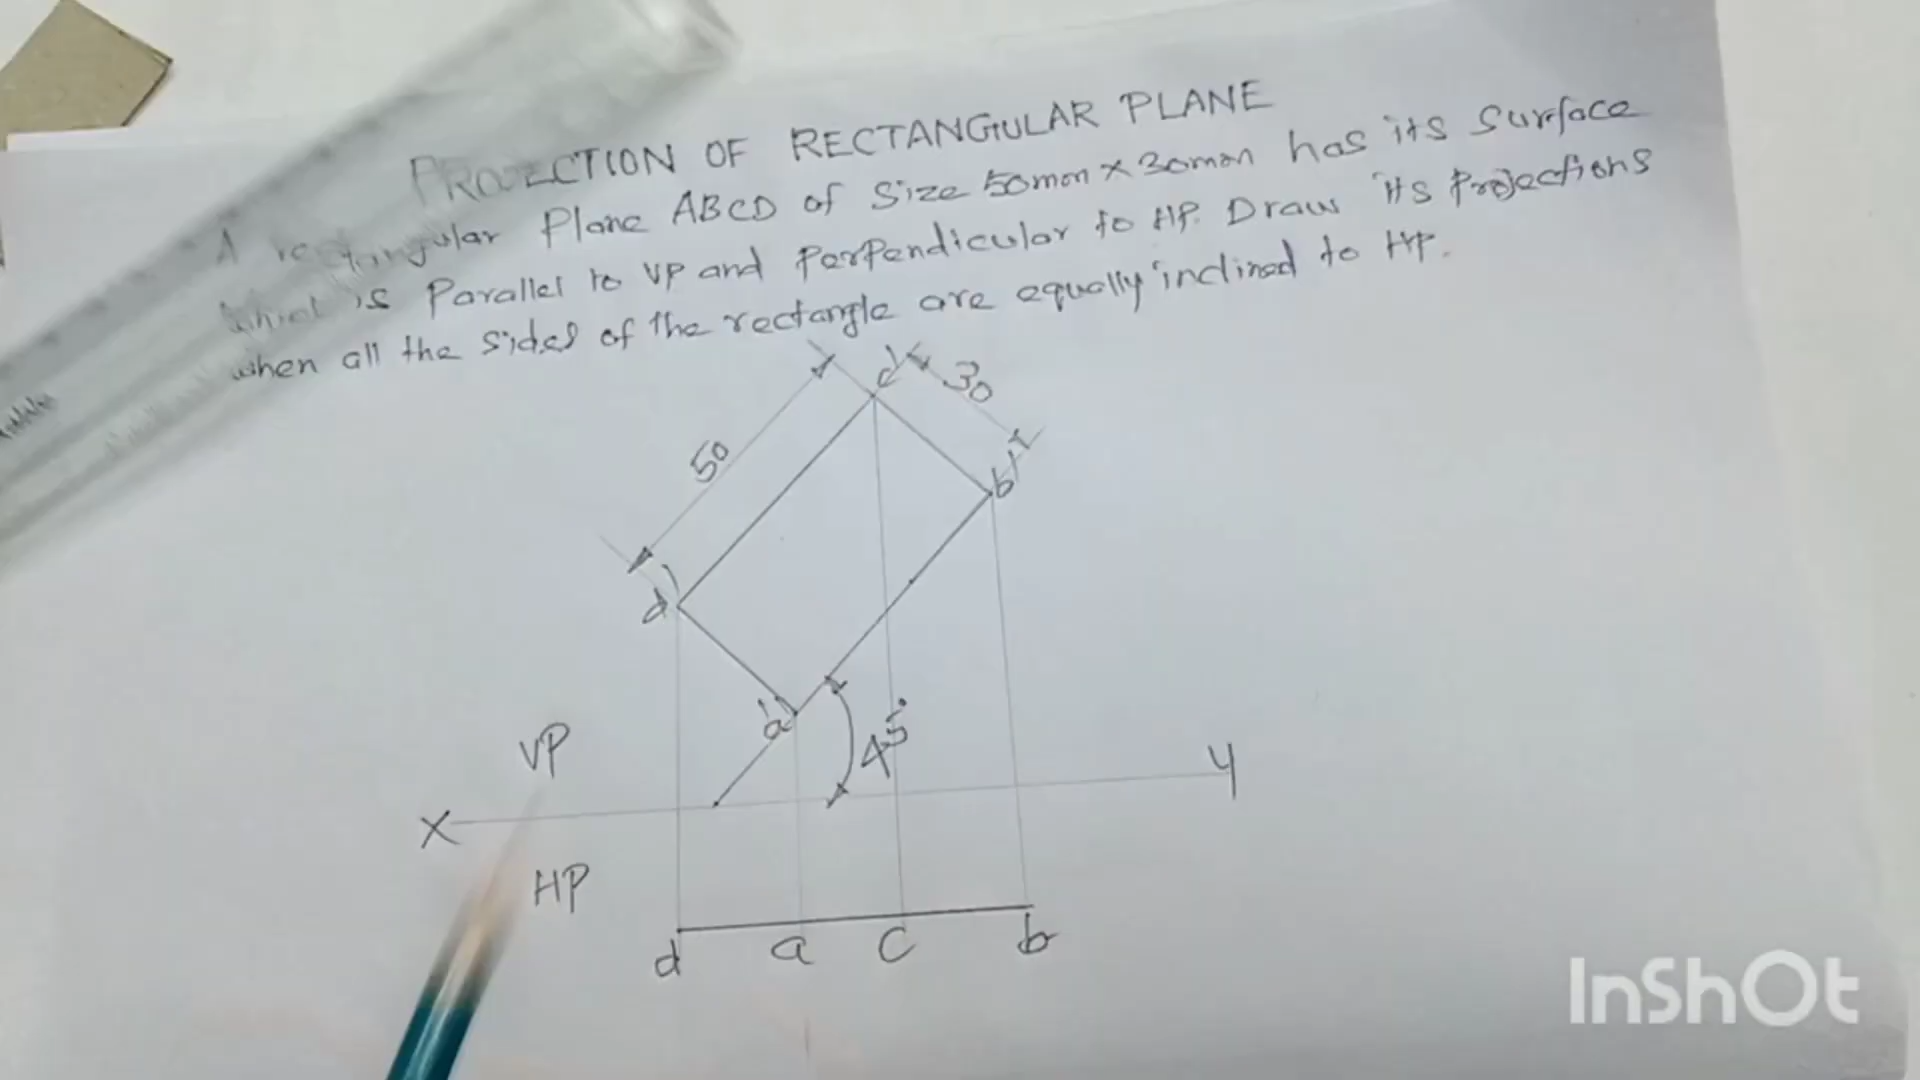 PROJECTION OF RECTANGULAR PLANE
A rectangular Plane ABCD of Size 50mm × 30mm has its Surface
which is Parallel to VP and Perpendicular to HP. Draw its Projections
when all the sides of the rectangle are equally inclined to HP.
c' 30
50
b'
d'
a' 45°
VP
X Y
HP
d a c b
InShOt